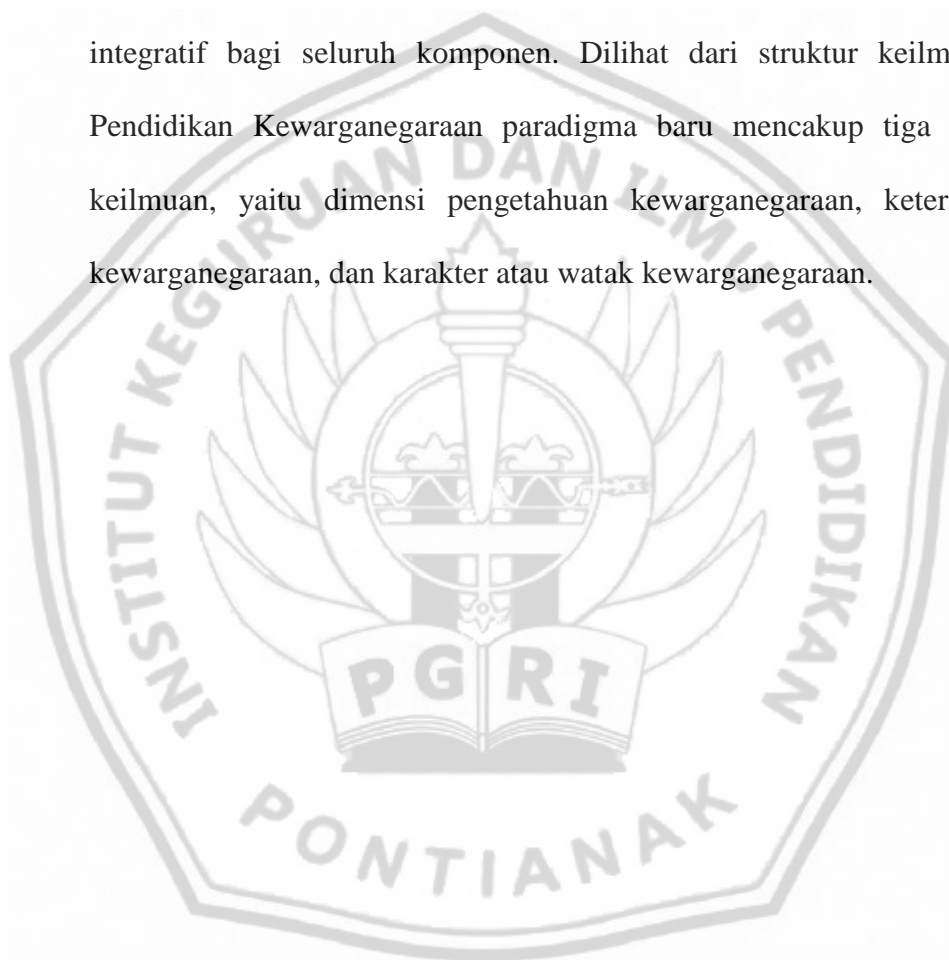 integratif bagi seluruh komponen. Dilihat dari struktur keilm
Pendidikan Kewarganegaraan paradigma baru mencakup tiga
keilmuan, yaitu dimensi pengetahuan kewarganegaraan, keter
kewarganegaraan, dan karakter atau watak kewarganegaraan.
INSTITUT KEGURUAN DAN ILMU PENDIDIKAN
PGRI
PONTIANAK